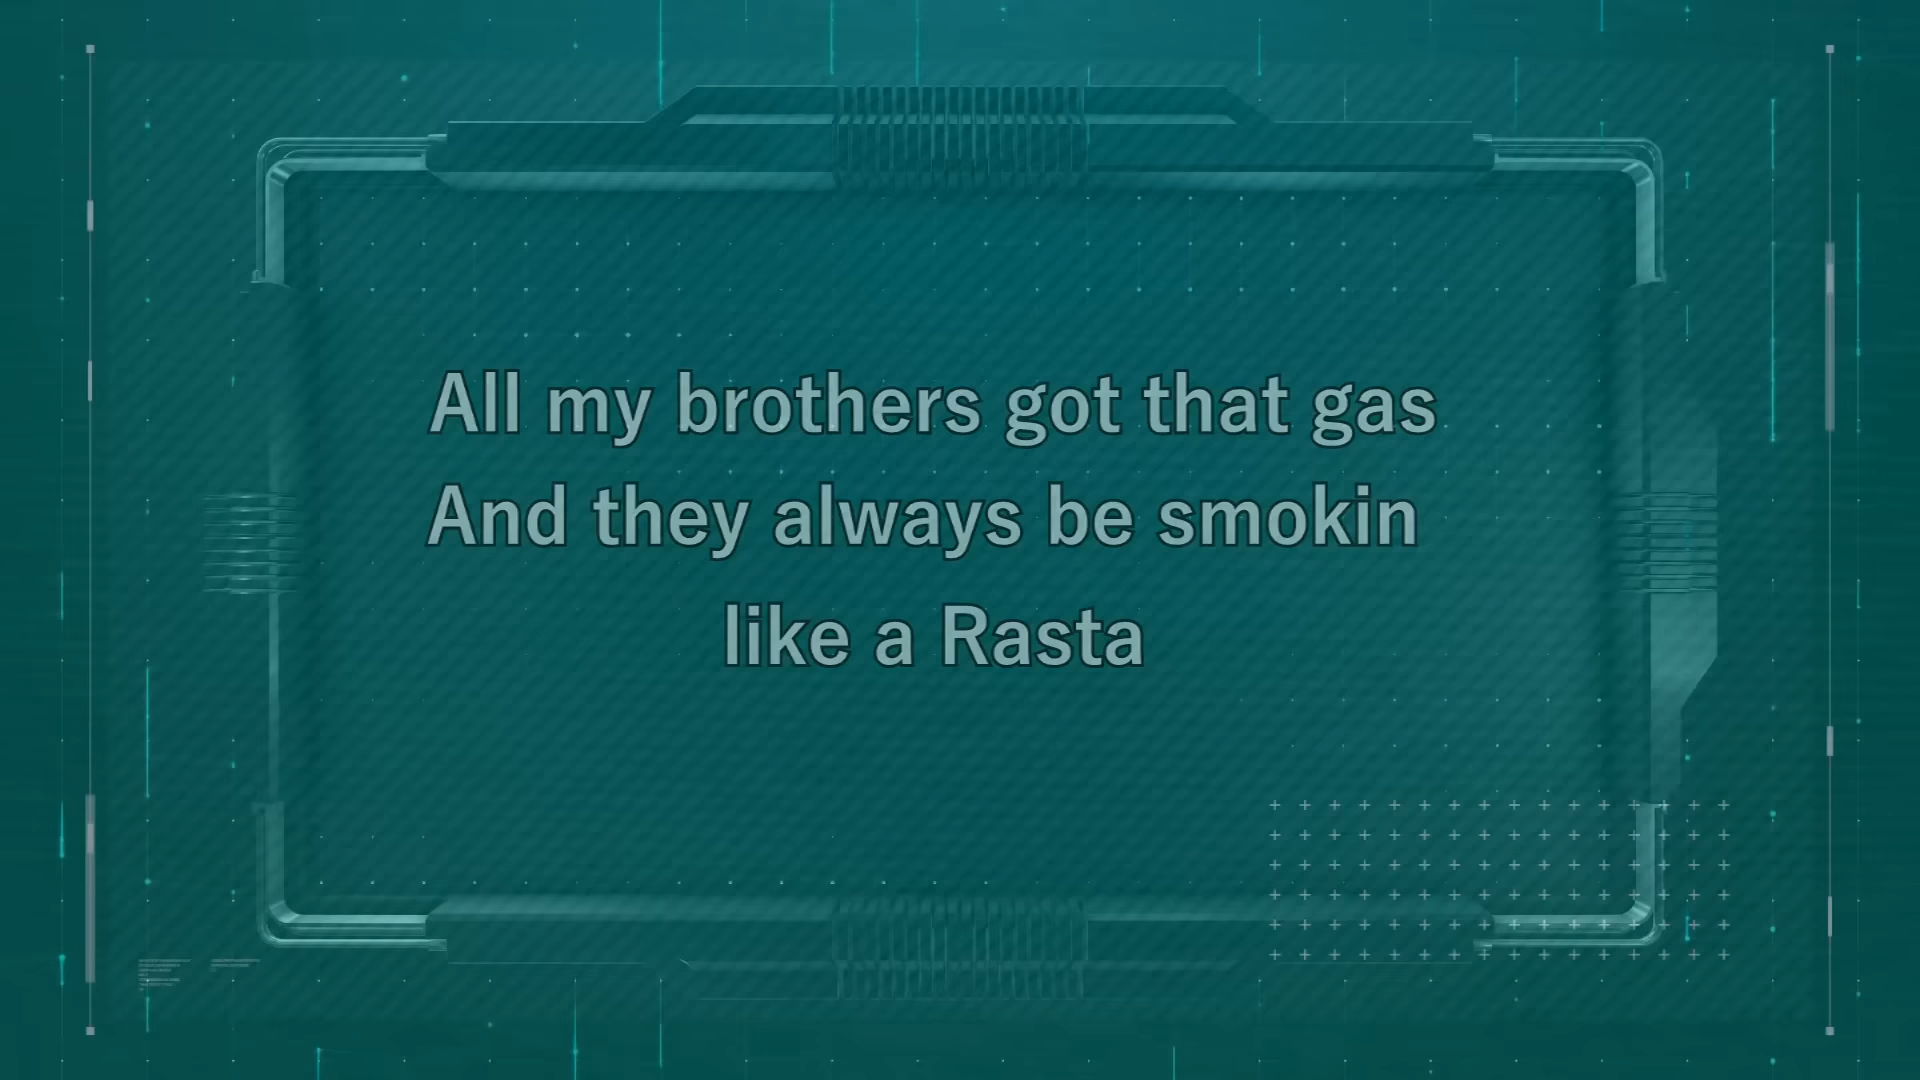 All my brothers got that gas
And they always be smokin
like a Rasta